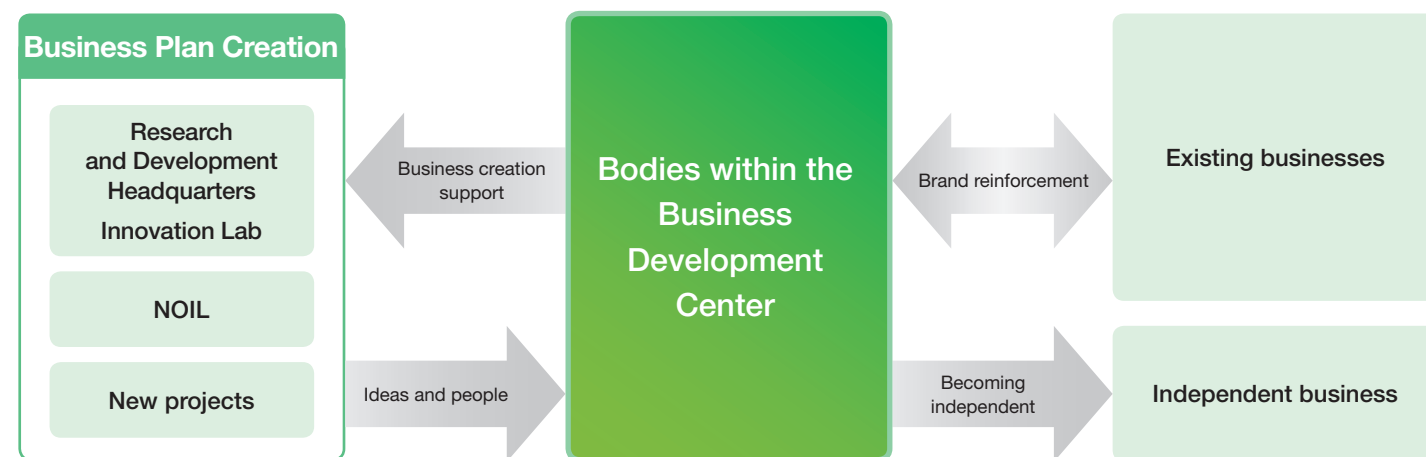 Business Plan Creation
Research
and Development
Headquarters
Innovation Lab
NOIL
New projects
Business creation
support
Ideas and people
Bodies within the
Business
Development
Center
Brand reinforcement
Becoming
independent
Existing businesses
Independent business